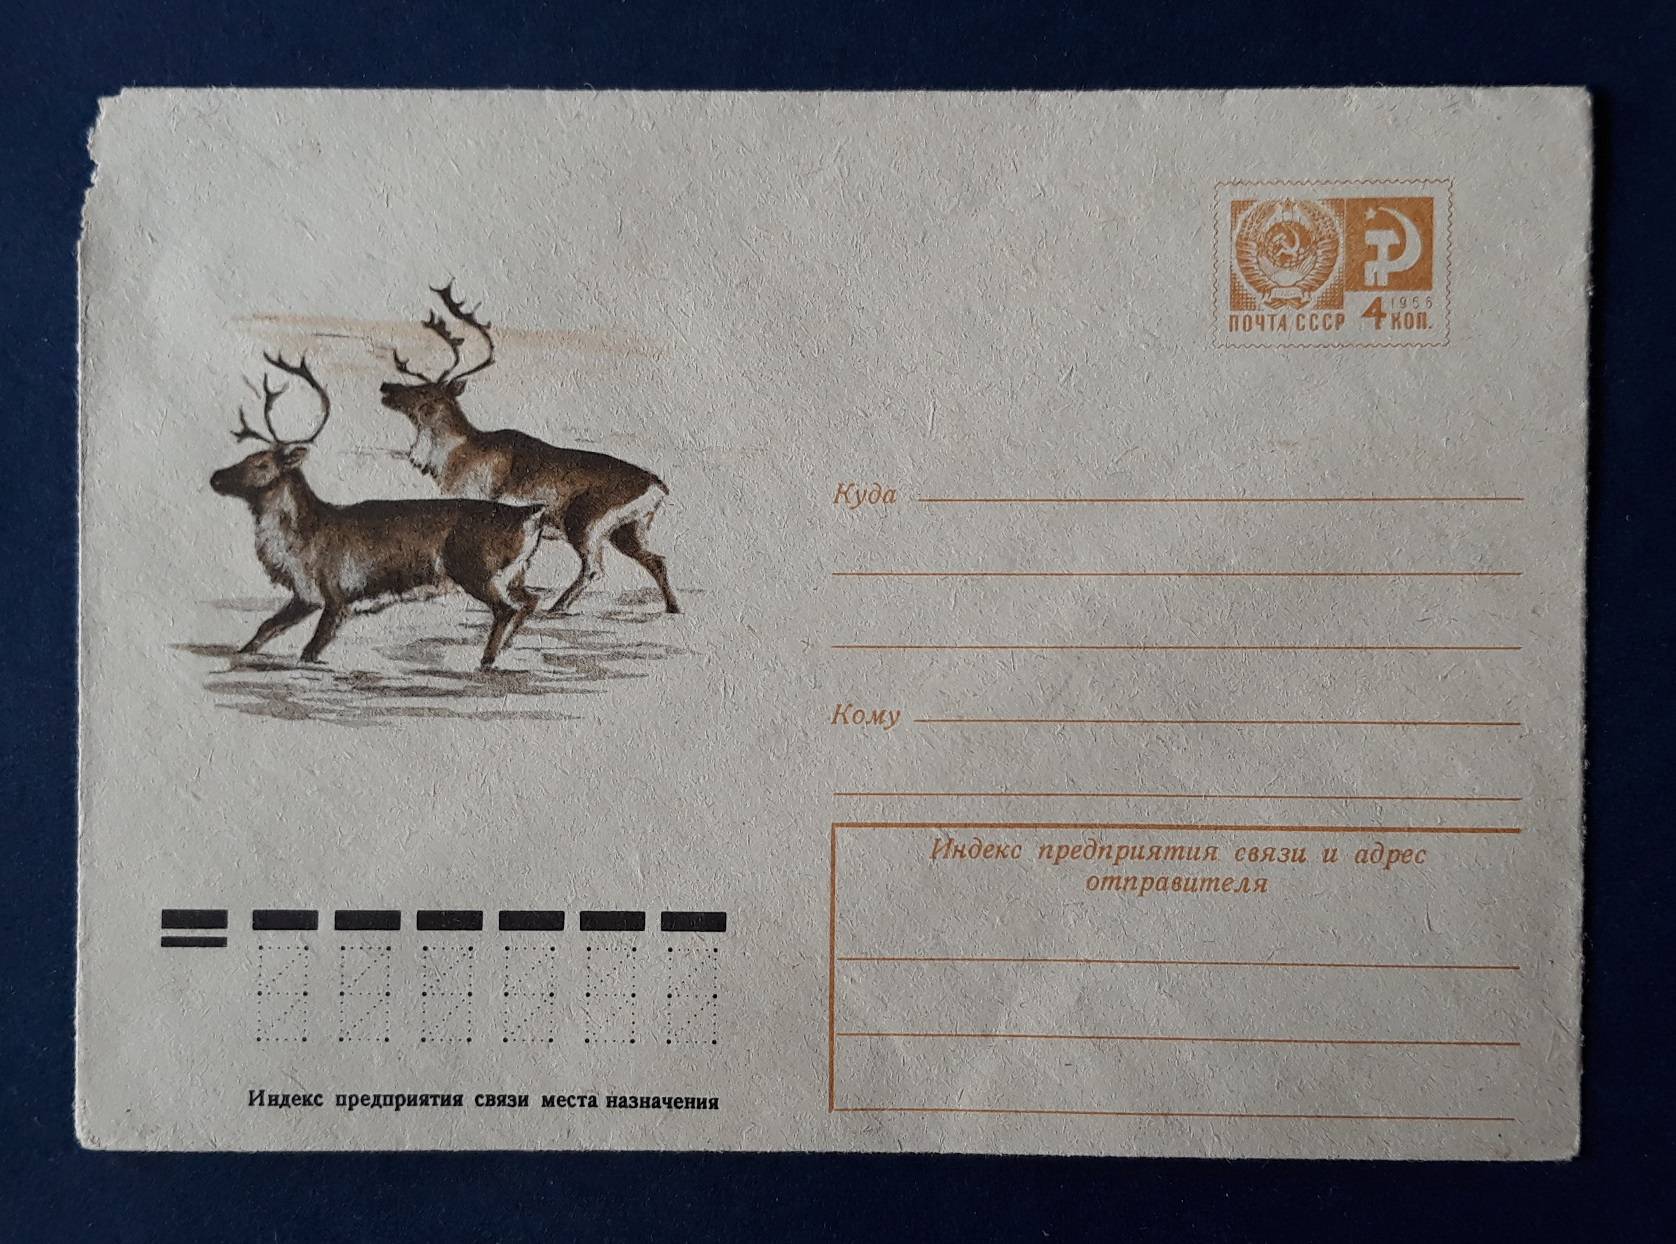 1966
ПОЧТА СССР 4 КОП.
Куда
Кому
Индекс предприятия связи и адрес
отправителя
Индекс предприятия связи места назначения